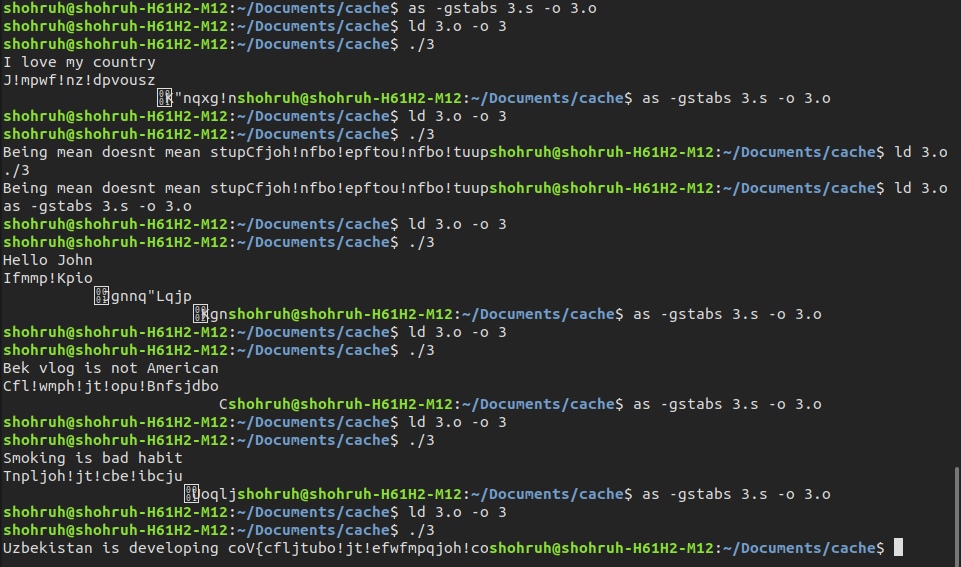 shohruh@shohruh-H61H2-M12:~/Documents/cache$ as -gstabs 3.s -o 3.o
shohruh@shohruh-H61H2-M12:~/Documents/cache$ ld 3.o -o 3
shohruh@shohruh-H61H2-M12:~/Documents/cache$ ./3
I love my country
J!mpwf!nz!dpvousz
"nqxg!nshohruh@shohruh-H61H2-M12:~/Documents/cache$ as -gstabs 3.s -o 3.o
shohruh@shohruh-H61H2-M12:~/Documents/cache$ ld 3.o -o 3
shohruh@shohruh-H61H2-M12:~/Documents/cache$ ./3
Being mean doesnt mean stupCfjoh!nfbo!epftou!nfbo!tuupshohruh@shohruh-H61H2-M12:~/Documents/cache$ ld 3.o
./3
Being mean doesnt mean stupCfjoh!nfbo!epftou!nfbo!tuupshohruh@shohruh-H61H2-M12:~/Documents/cache$ ld 3.o
as -gstabs 3.s -o 3.o
shohruh@shohruh-H61H2-M12:~/Documents/cache$ ld 3.o -o 3
shohruh@shohruh-H61H2-M12:~/Documents/cache$ ./3
Hello John
Ifmmp!Kpio
gnnq"Lqjp
gnshohruh@shohruh-H61H2-M12:~/Documents/cache$ as -gstabs 3.s -o 3.o
shohruh@shohruh-H61H2-M12:~/Documents/cache$ ld 3.o -o 3
shohruh@shohruh-H61H2-M12:~/Documents/cache$ ./3
Bek vlog is not American
Cfl!wmph!jt!opu!Bnfsjdbo
Cshohruh@shohruh-H61H2-M12:~/Documents/cache$ as -gstabs 3.s -o 3.o
shohruh@shohruh-H61H2-M12:~/Documents/cache$ ld 3.o -o 3
shohruh@shohruh-H61H2-M12:~/Documents/cache$ ./3
Smoking is bad habit
Tnpljoh!jt!cbe!ibcju
oqljshohruh@shohruh-H61H2-M12:~/Documents/cache$ as -gstabs 3.s -o 3.o
shohruh@shohruh-H61H2-M12:~/Documents/cache$ ld 3.o -o 3
shohruh@shohruh-H61H2-M12:~/Documents/cache$ ./3
Uzbekistan is developing coV{cfljtubo!jt!efwfmpqjoh!coshohruh@shohruh-H61H2-M12:~/Documents/cache$